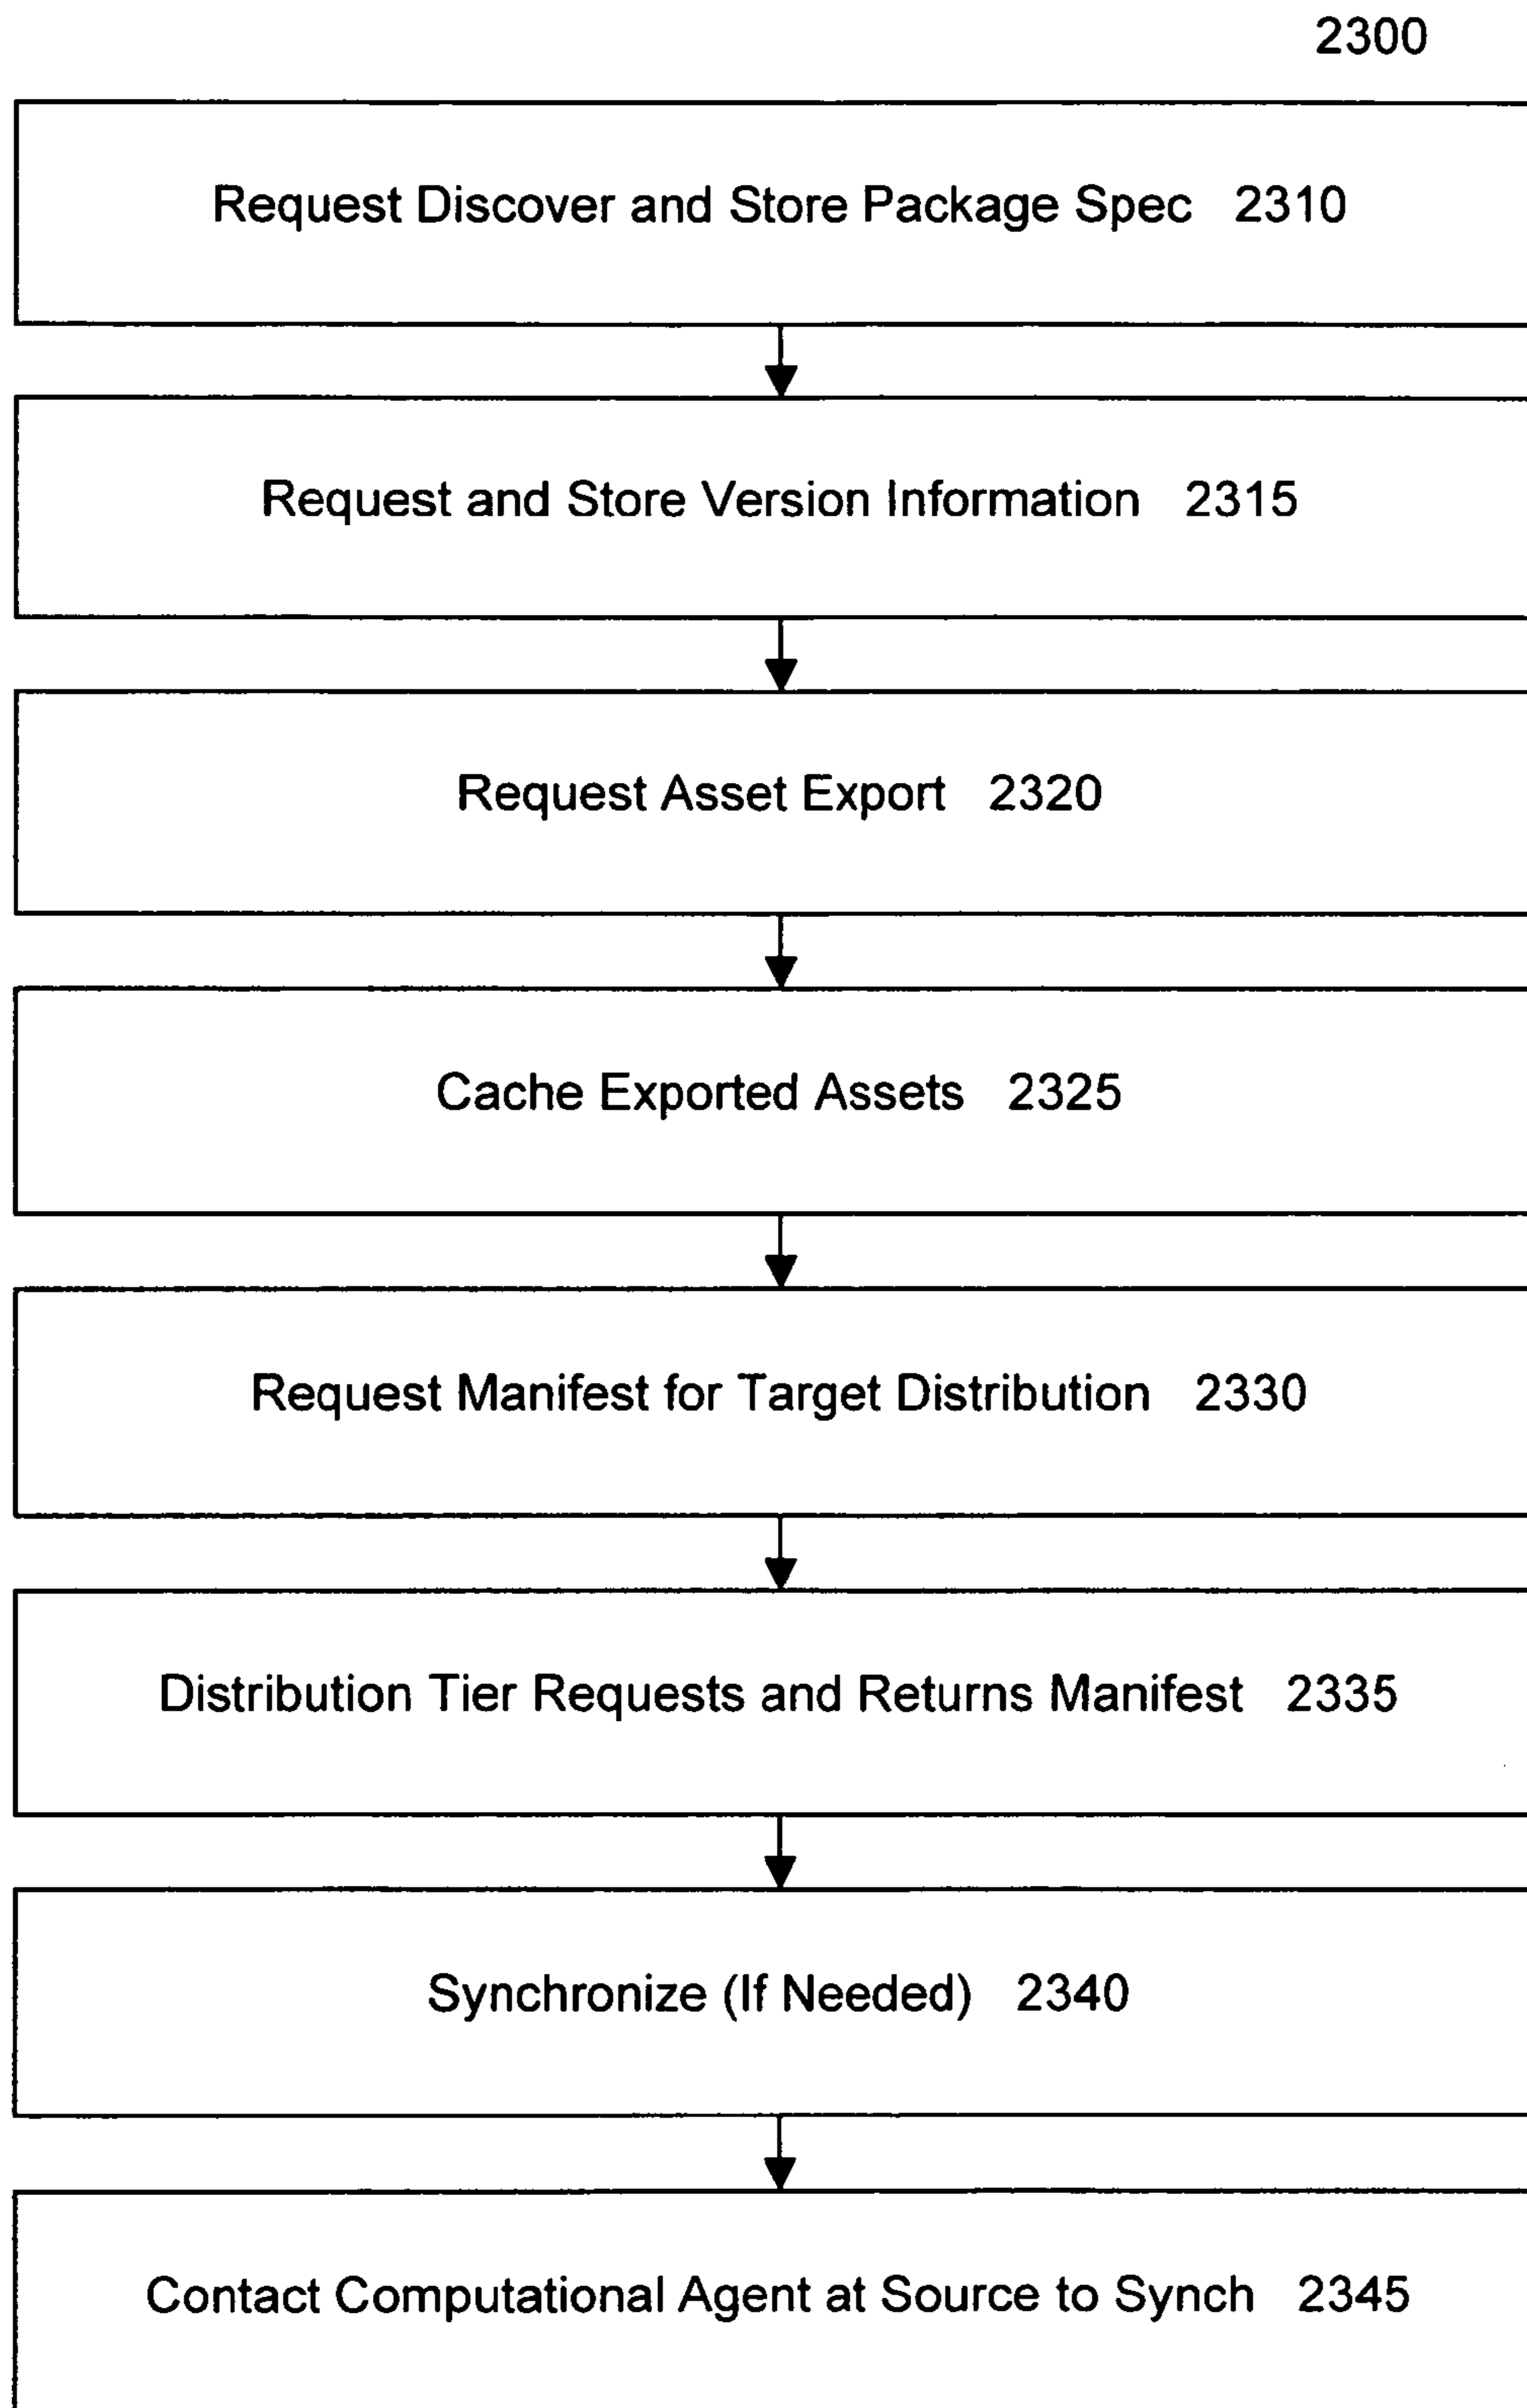 2300
Request Discover and Store Package Spec 2310
Request and Store Version Information 2315
Request Asset Export 2320
Cache Exported Assets 2325
Request Manifest for Target Distribution 2330
Distribution Tier Requests and Returns Manifest 2335
Synchronize (If Needed) 2340
Contact Computational Agent at Source to Synch 2345